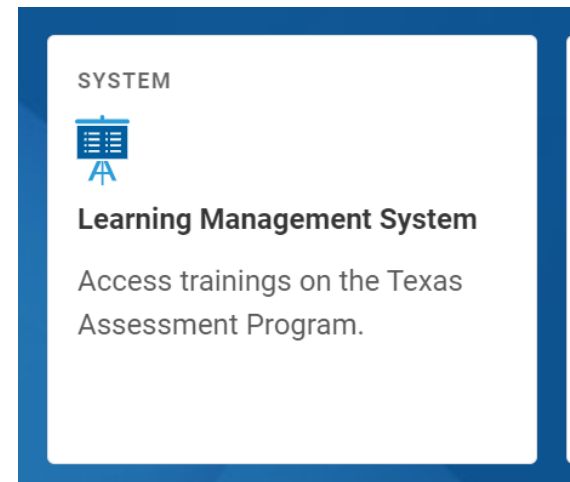 SYSTEM
Learning Management System
Access trainings on the Texas
Assessment Program.